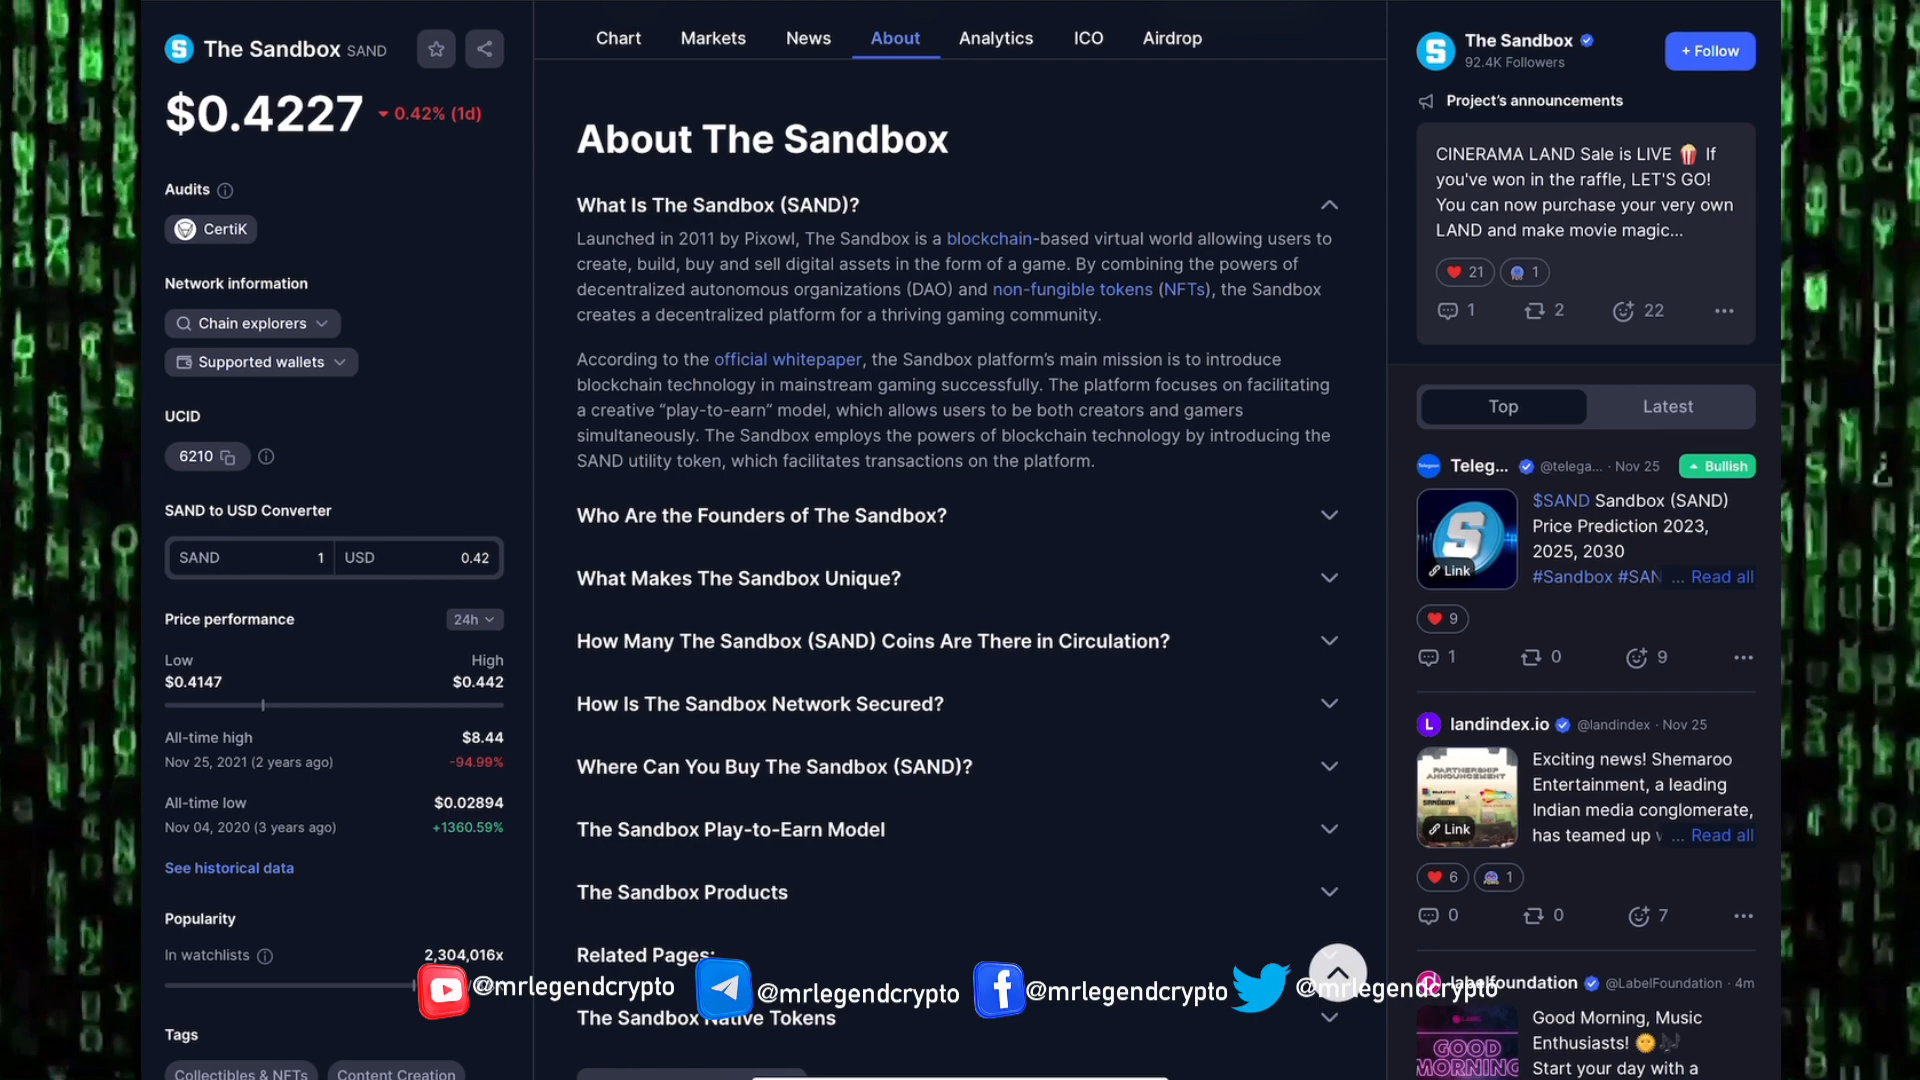 The Sandbox SAND
$0.4227 0.42% (1d)
Audits
CertiK
Network information
Chain explorers
Supported wallets
UCID
6210
SAND to USD Converter
SAND 1 USD 0.42
Price performance 24h
Low High
$0.4147 $0.442
All-time high $8.44
Nov 25, 2021 (2 years ago) -94.99%
All-time low $0.02894
Nov 04, 2020 (3 years ago) +1360.59%
See historical data
Popularity
In watchlists 2,304,016x
Tags
Collectibles & NFTs Content Creation
Chart Markets News About Analytics ICO Airdrop
About The Sandbox
What Is The Sandbox (SAND)?
Launched in 2011 by Pixowl, The Sandbox is a blockchain-based virtual world allowing users to
create, build, buy and sell digital assets in the form of a game. By combining the powers of
decentralized autonomous organizations (DAO) and non-fungible tokens (NFTs), the Sandbox
creates a decentralized platform for a thriving gaming community.
According to the official whitepaper, the Sandbox platform’s main mission is to introduce
blockchain technology in mainstream gaming successfully. The platform focuses on facilitating
a creative “play-to-earn” model, which allows users to be both creators and gamers
simultaneously. The Sandbox employs the powers of blockchain technology by introducing the
SAND utility token, which facilitates transactions on the platform.
Who Are the Founders of The Sandbox?
What Makes The Sandbox Unique?
How Many The Sandbox (SAND) Coins Are There in Circulation?
How Is The Sandbox Network Secured?
Where Can You Buy The Sandbox (SAND)?
The Sandbox Play-to-Earn Model
The Sandbox Products
Related Pages:
The Sandbox Native Tokens
@mrlegendcrypto @mrlegendcrypto @mrlegendcrypto @mrlegendcrypto
The Sandbox
92.4K Followers
+ Follow
Project’s announcements
CINERAMA LAND Sale is LIVE 🍿 If
you've won in the raffle, LET'S GO!
You can now purchase your very own
LAND and make movie magic...
21 1
1 2 22
Top Latest
Teleg... @telega... · Nov 25 Bullish
$SAND Sandbox (SAND)
Price Prediction 2023,
2025, 2030
#Sandbox #SAN ... Read all
Link
9
1 0 9
landindex.io @landindex · Nov 25
Exciting news! Shemaroo
Entertainment, a leading
Indian media conglomerate,
has teamed up ... Read all
PARTNERSHIP
ANNOUNCEMENT
Link
6 1
0 0 7
labelfoundation @LabelFoundation · 4m
Good Morning, Music
Enthusiasts! 🌞🎶
Start your day with a
GOOD
MORNING